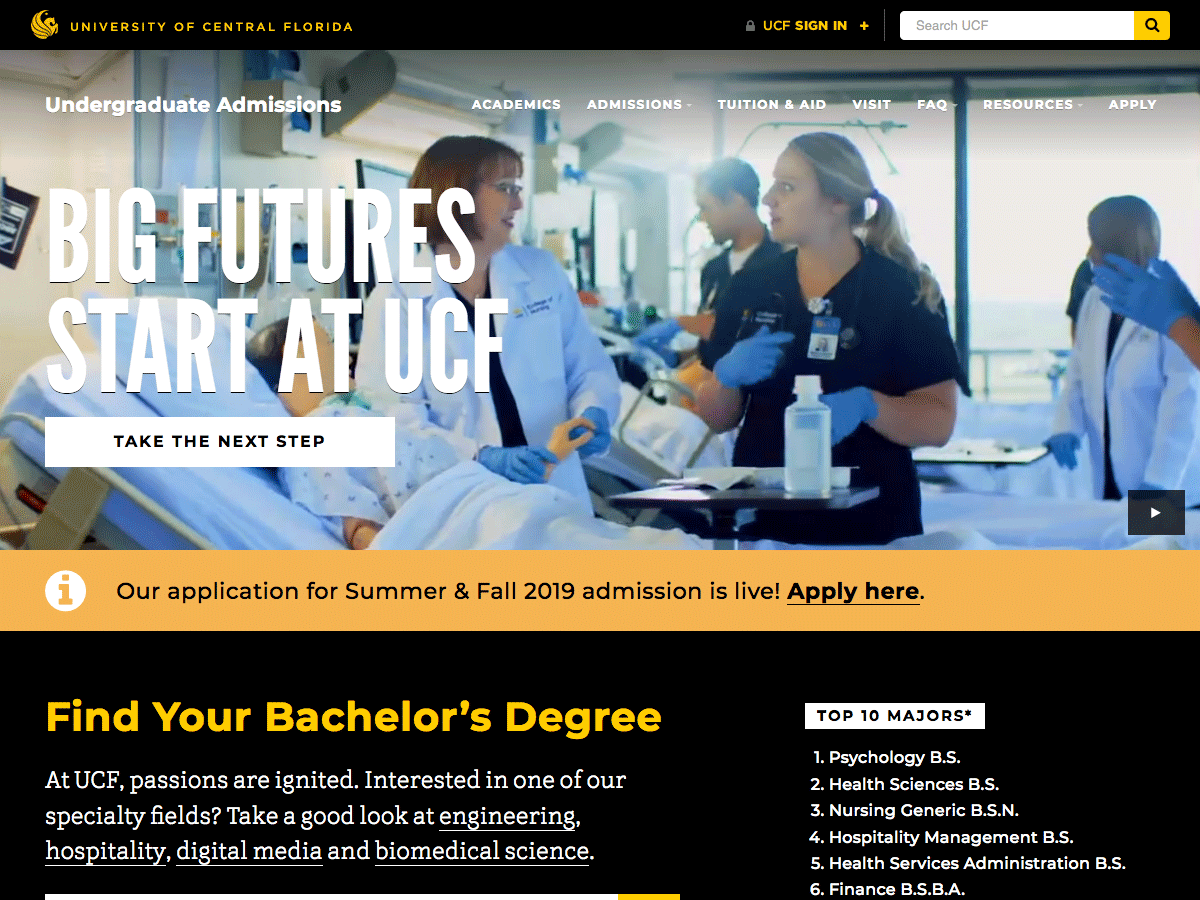 UNIVERSITY OF CENTRAL FLORIDA
UCF SIGN IN +
Search UCF
Undergraduate Admissions
ACADEMICS ADMISSIONS TUITION & AID VISIT FAQ RESOURCES APPLY
BIG FUTURES
START AT UCF
College of
Nursing
TAKE THE NEXT STEP
Our application for Summer & Fall 2019 admission is live! Apply here.
Find Your Bachelor’s Degree
At UCF, passions are ignited. Interested in one of our
specialty fields? Take a good look at engineering,
hospitality, digital media and biomedical science.
TOP 10 MAJORS*
1. Psychology B.S.
2. Health Sciences B.S.
3. Nursing Generic B.S.N.
4. Hospitality Management B.S.
5. Health Services Administration B.S.
6. Finance B.S.B.A.